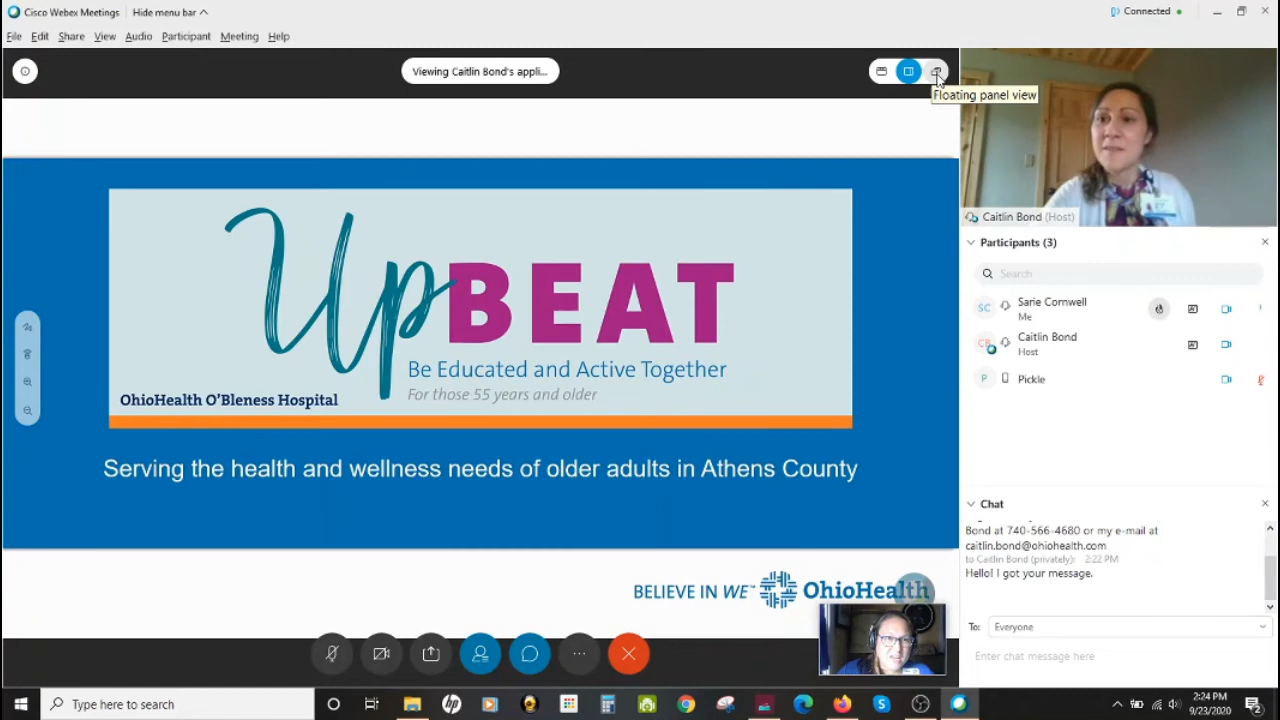 Cisco Webex Meetings
Hide menu bar
Connected
File Edit Share View Audio Participant Meeting Help
Viewing Caitlin Bond's appli...
Floating panel view
UpBEAT
Be Educated and Active Together
For those 55 years and older
OhioHealth O'Bleness Hospital
Serving the health and wellness needs of older adults in Athens County
BELIEVE IN WE℠ OhioHealth
Caitlin Bond (Host)
Participants (3)
Search
SC Sarie Cornwell
Me
CB Caitlin Bond
Host
P Pickle
Chat
Bond at 740-566-4680 or my e-mail at
caitlin.bond@ohiohealth.com
to Caitlin Bond (privately): 2:22 PM
Hello! I got your message.
To: Everyone
Enter chat message here
Type here to search
2:24 PM
9/23/2020
2